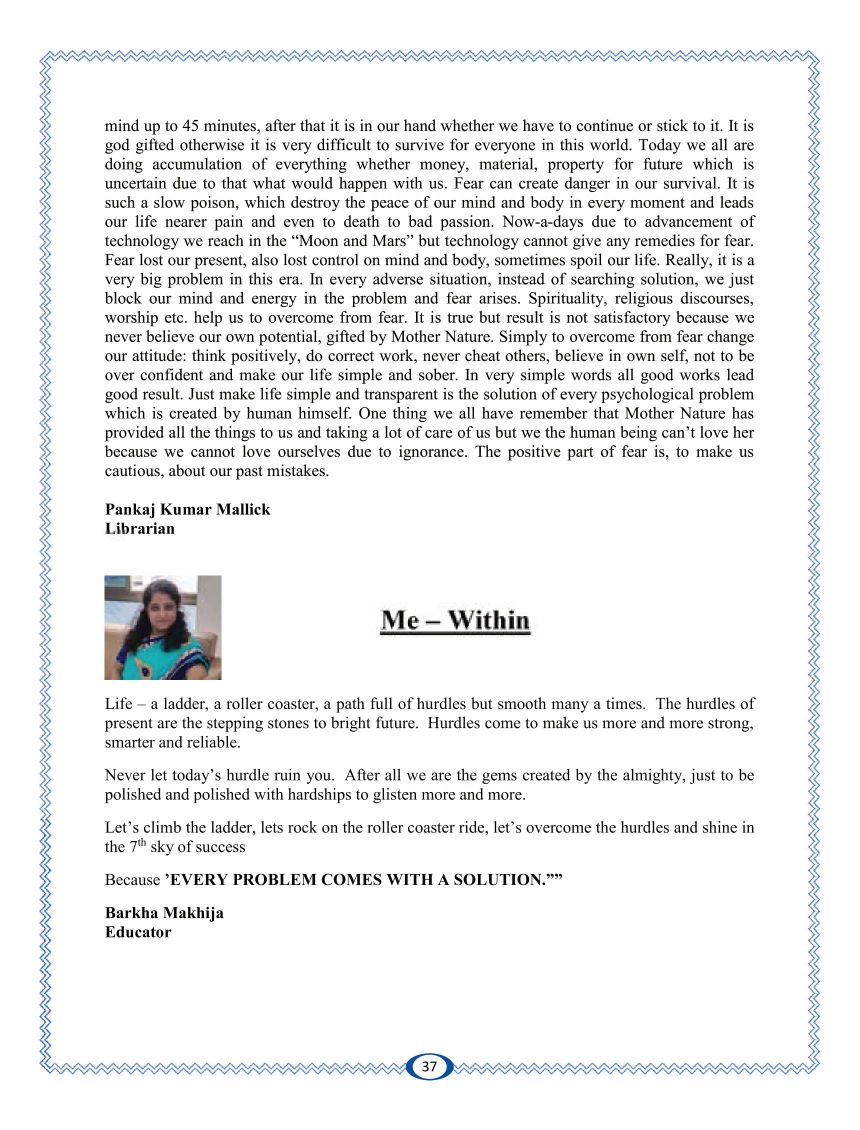 mind up to 45 minutes, after that it is in our hand whether we have to continue or stick to it. It is
god gifted otherwise it is very difficult to survive for everyone in this world. Today we all are
doing accumulation of everything whether money, material, property for future which is
uncertain due to that what would happen with us. Fear can create danger in our survival. It is
such a slow poison, which destroy the peace of our mind and body in every moment and leads
our life nearer pain and even to death to bad passion. Now-a-days due to advancement of
technology we reach in the “Moon and Mars” but technology cannot give any remedies for fear.
Fear lost our present, also lost control on mind and body, sometimes spoil our life. Really, it is a
very big problem in this era. In every adverse situation, instead of searching solution, we just
block our mind and energy in the problem and fear arises. Spirituality, religious discourses,
worship etc. help us to overcome from fear. It is true but result is not satisfactory because we
never believe our own potential, gifted by Mother Nature. Simply to overcome from fear change
our attitude: think positively, do correct work, never cheat others, believe in own self, not to be
over confident and make our life simple and sober. In very simple words all good works lead
good result. Just make life simple and transparent is the solution of every psychological problem
which is created by human himself. One thing we all have remember that Mother Nature has
provided all the things to us and taking a lot of care of us but we the human being can’t love her
because we cannot love ourselves due to ignorance. The positive part of fear is, to make us
cautious, about our past mistakes.
Pankaj Kumar Mallick
Librarian
Me – Within
Life – a ladder, a roller coaster, a path full of hurdles but smooth many a times. The hurdles of
present are the stepping stones to bright future. Hurdles come to make us more and more strong,
smarter and reliable.
Never let today’s hurdle ruin you. After all we are the gems created by the almighty, just to be
polished and polished with hardships to glisten more and more.
Let’s climb the ladder, lets rock on the roller coaster ride, let’s overcome the hurdles and shine in
the 7th sky of success
Because ’EVERY PROBLEM COMES WITH A SOLUTION.””
Barkha Makhija
Educator
37